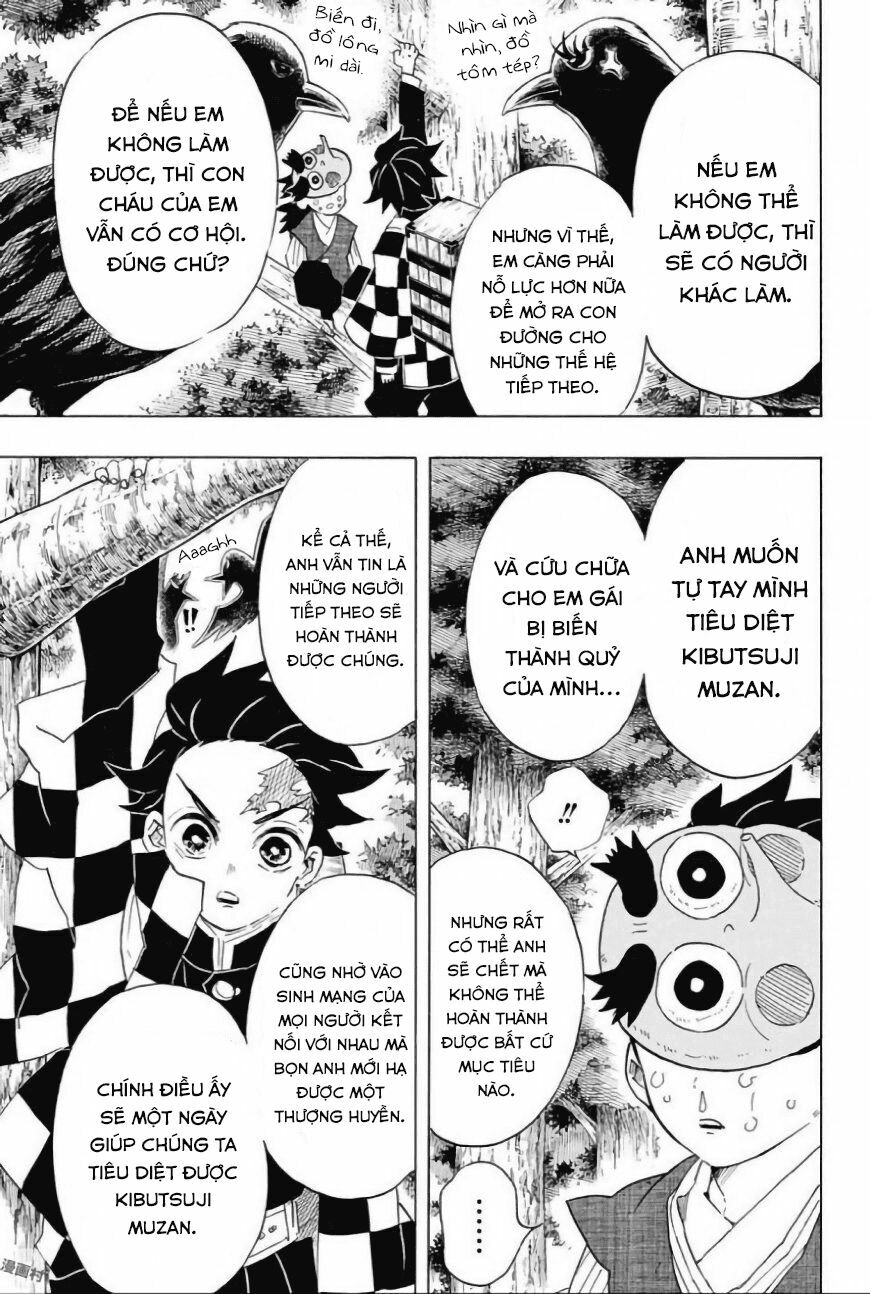 NẾU EM
KHÔNG THỂ
LÀM ĐƯỢC, THÌ
SẼ CÓ NGƯỜI
KHÁC LÀM.
Nhìn gì mà
nhìn, đồ
tôm tép?
NHƯNG VÌ THẾ,
EM CÀNG PHẢI
NỖ LỰC HƠN NỮA
ĐỂ MỞ RA CON
ĐƯỜNG CHO
NHỮNG THẾ HỆ
TIẾP THEO.
Biến đi,
đồ lông
mi dài.
ĐỂ NẾU EM
KHÔNG LÀM
ĐƯỢC, THÌ CON
CHÁU CỦA EM
VẪN CÓ CƠ HỘI.
ĐÚNG CHỨ?
ANH MUỐN
TỰ TAY MÌNH
TIÊU DIỆT
KIBUTSUJI
MUZAN.
VÀ CỨU CHỮA
CHO EM GÁI
BỊ BIẾN
THÀNH QUỶ
CỦA MÌNH...
!!
NHƯNG RẤT
CÓ THỂ ANH
SẼ CHẾT MÀ
KHÔNG THỂ
HOÀN THÀNH
ĐƯỢC BẤT CỨ
MỤC TIÊU
NÀO.
......
KỂ CẢ THẾ,
ANH VẪN TIN LÀ
NHỮNG NGƯỜI
TIẾP THEO SẼ
HOÀN THÀNH
ĐƯỢC CHÚNG.
Aaaghh
!!
CŨNG NHỜ VÀO
SINH MẠNG CỦA
MỌI NGƯỜI KẾT
NỐI VỚI NHAU MÀ
BỌN ANH MỚI HẠ
ĐƯỢC MỘT
THƯỢNG HUYỀN.
CHÍNH ĐIỀU ẤY
SẼ MỘT NGÀY
GIÚP CHÚNG TA
TIÊU DIỆT ĐƯỢC
KIBUTSUJI
MUZAN.
漫画村